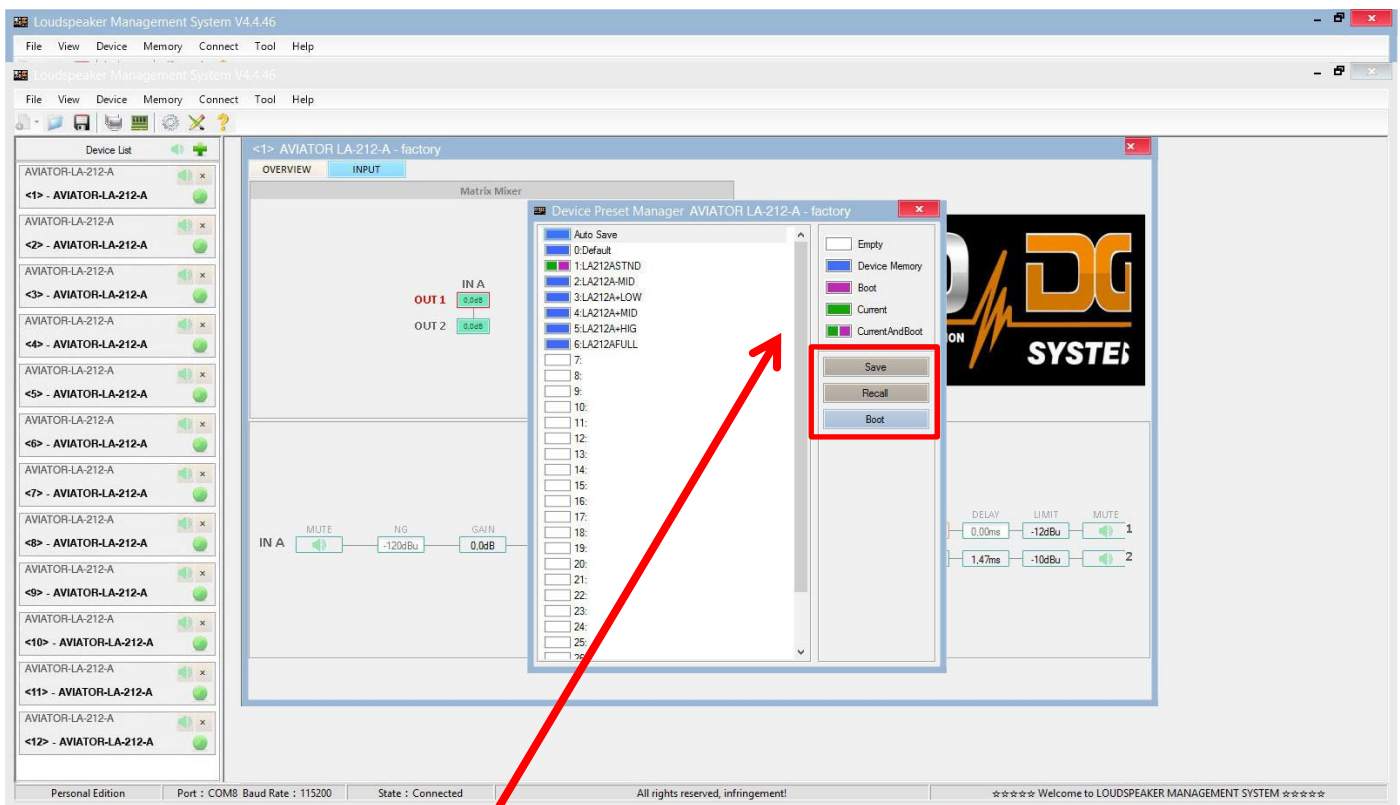 Loudspeaker Management System V4.4.46
File View Device Memory Connect Tool Help
Loudspeaker Management System V4.4.46
File View Device Memory Connect Tool Help
Device List
AVIATOR-LA-212-A
<1> - AVIATOR-LA-212-A
AVIATOR-LA-212-A
<2> - AVIATOR-LA-212-A
AVIATOR-LA-212-A
<3> - AVIATOR-LA-212-A
AVIATOR-LA-212-A
<4> - AVIATOR-LA-212-A
AVIATOR-LA-212-A
<5> - AVIATOR-LA-212-A
AVIATOR-LA-212-A
<6> - AVIATOR-LA-212-A
AVIATOR-LA-212-A
<7> - AVIATOR-LA-212-A
AVIATOR-LA-212-A
<8> - AVIATOR-LA-212-A
AVIATOR-LA-212-A
<9> - AVIATOR-LA-212-A
AVIATOR-LA-212-A
<10> - AVIATOR-LA-212-A
AVIATOR-LA-212-A
<11> - AVIATOR-LA-212-A
AVIATOR-LA-212-A
<12> - AVIATOR-LA-212-A
<1> AVIATOR LA-212-A - factory
OVERVIEW INPUT
Matrix Mixer
IN A
OUT 1 0,0dB
OUT 2 0,0dB
MUTE NG GAIN
IN A -120dBu 0,0dB
Device Preset Manager AVIATOR LA-212-A - factory
Auto Save
0:Default
1:LA212ASTND
2:LA212A-MID
3:LA212A+LOW
4:LA212A+MID
5:LA212A+HIG
6:LA212AFULL
7:
8:
9:
10:
11:
12:
13:
14:
15:
16:
17:
18:
19:
20:
21:
22:
23:
24:
25:
26:
Empty
Device Memory
Boot
Current
CurrentAndBoot
Save
Recall
Boot
DG
ION
SYSTE
DELAY LIMIT MUTE
0,00ms -12dBu 1
1,47ms -10dBu 2
Personal Edition Port : COM8 Baud Rate : 115200 State : Connected All rights reserved, infringement! ☆☆☆☆☆ Welcome to LOUDSPEAKER MANAGEMENT SYSTEM ☆☆☆☆☆